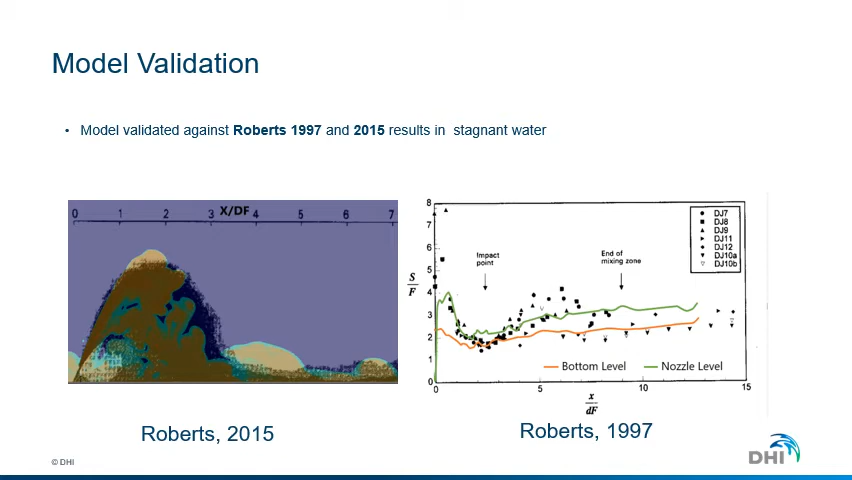 Model Validation
• Model validated against Roberts 1997 and 2015 results in stagnant water
0 1 2 3 X/DF 4 5 6 7
8
7
6
5
4
3
2
1
0
S
F
Impact
point
End of
mixing zone
DJ7
DJ8
DJ9
DJ11
DJ12
DJ10a
DJ10b
Bottom Level
Nozzle Level
0 5 10 15
x
dF
Roberts, 2015
Roberts, 1997
© DHI
DHI